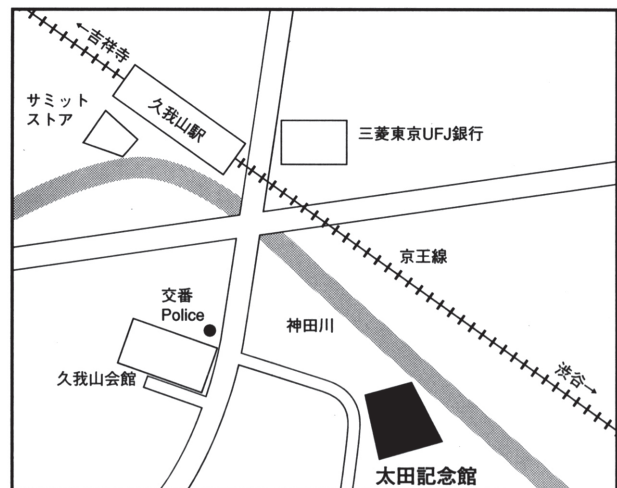 ←吉祥寺
サミット
ストア
久我山駅
三菱東京UFJ銀行
京王線
交番
Police
神田川
久我山会館
渋谷→
太田記念館